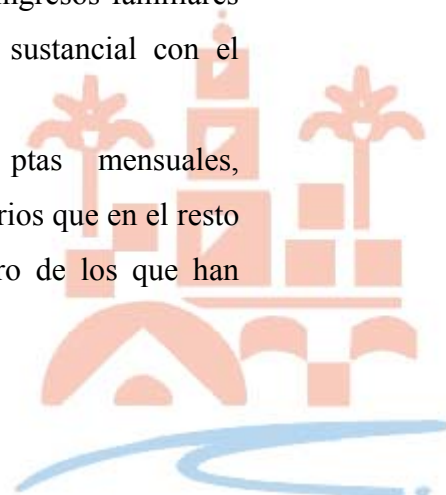 ingresos familiares
sustancial con el
ptas mensuales,
rios que en el resto
ro de los que han